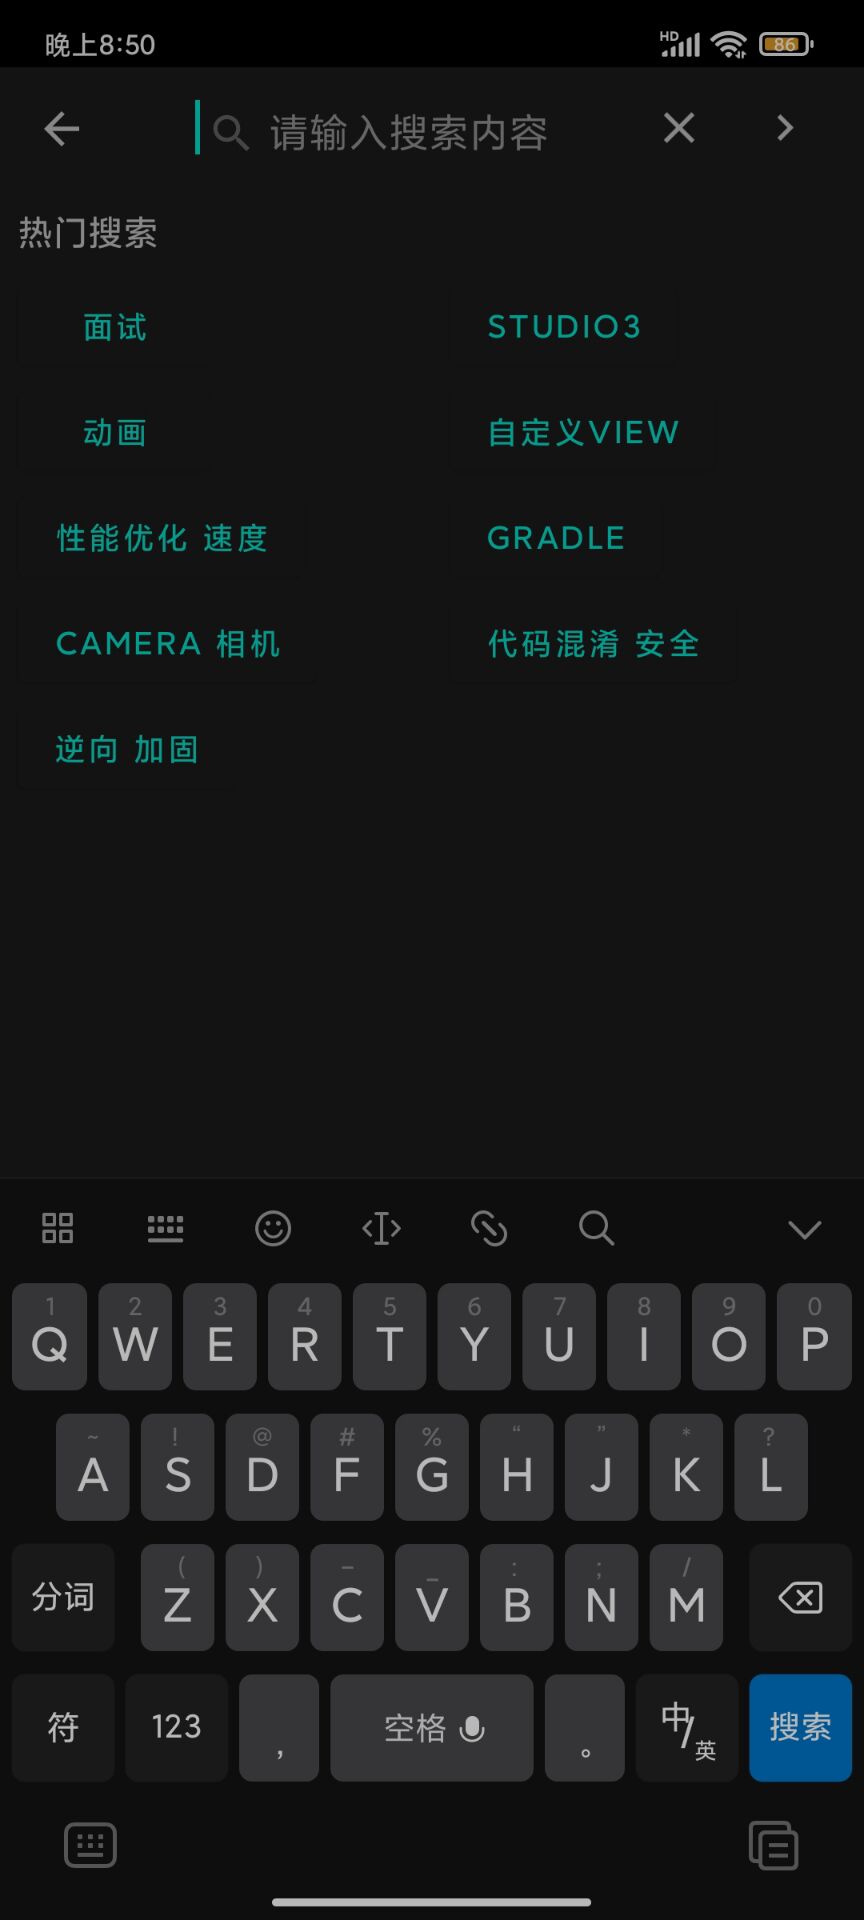 晚上8:50 HD 86
请输入搜索内容
热门搜索
面试 STUDIO3
动画 自定义VIEW
性能优化 速度 GRADLE
CAMERA 相机 代码混淆 安全
逆向 加固
1 2 3 4 5 6 7 8 9 0
Q W E R T Y U I O P
~ ! @ # % “ ” * ?
A S D F G H J K L
( ) – _ : ; /
分词 Z X C V B N M
符 123 , 空格 。 中/英 搜索